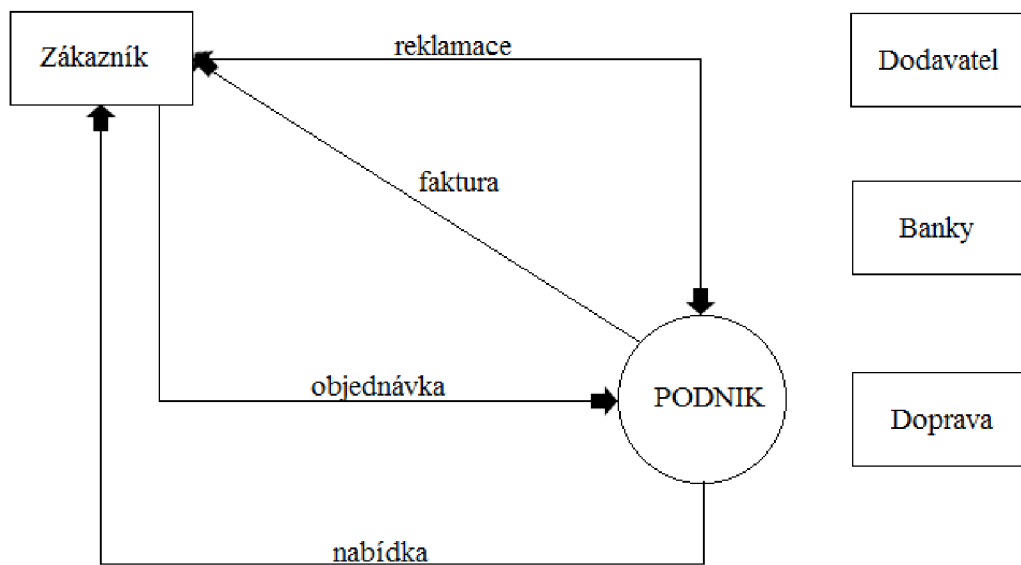 Zákazník
reklamace
Dodavatel
faktura
Banky
objednávka
PODNIK
Doprava
nabídka